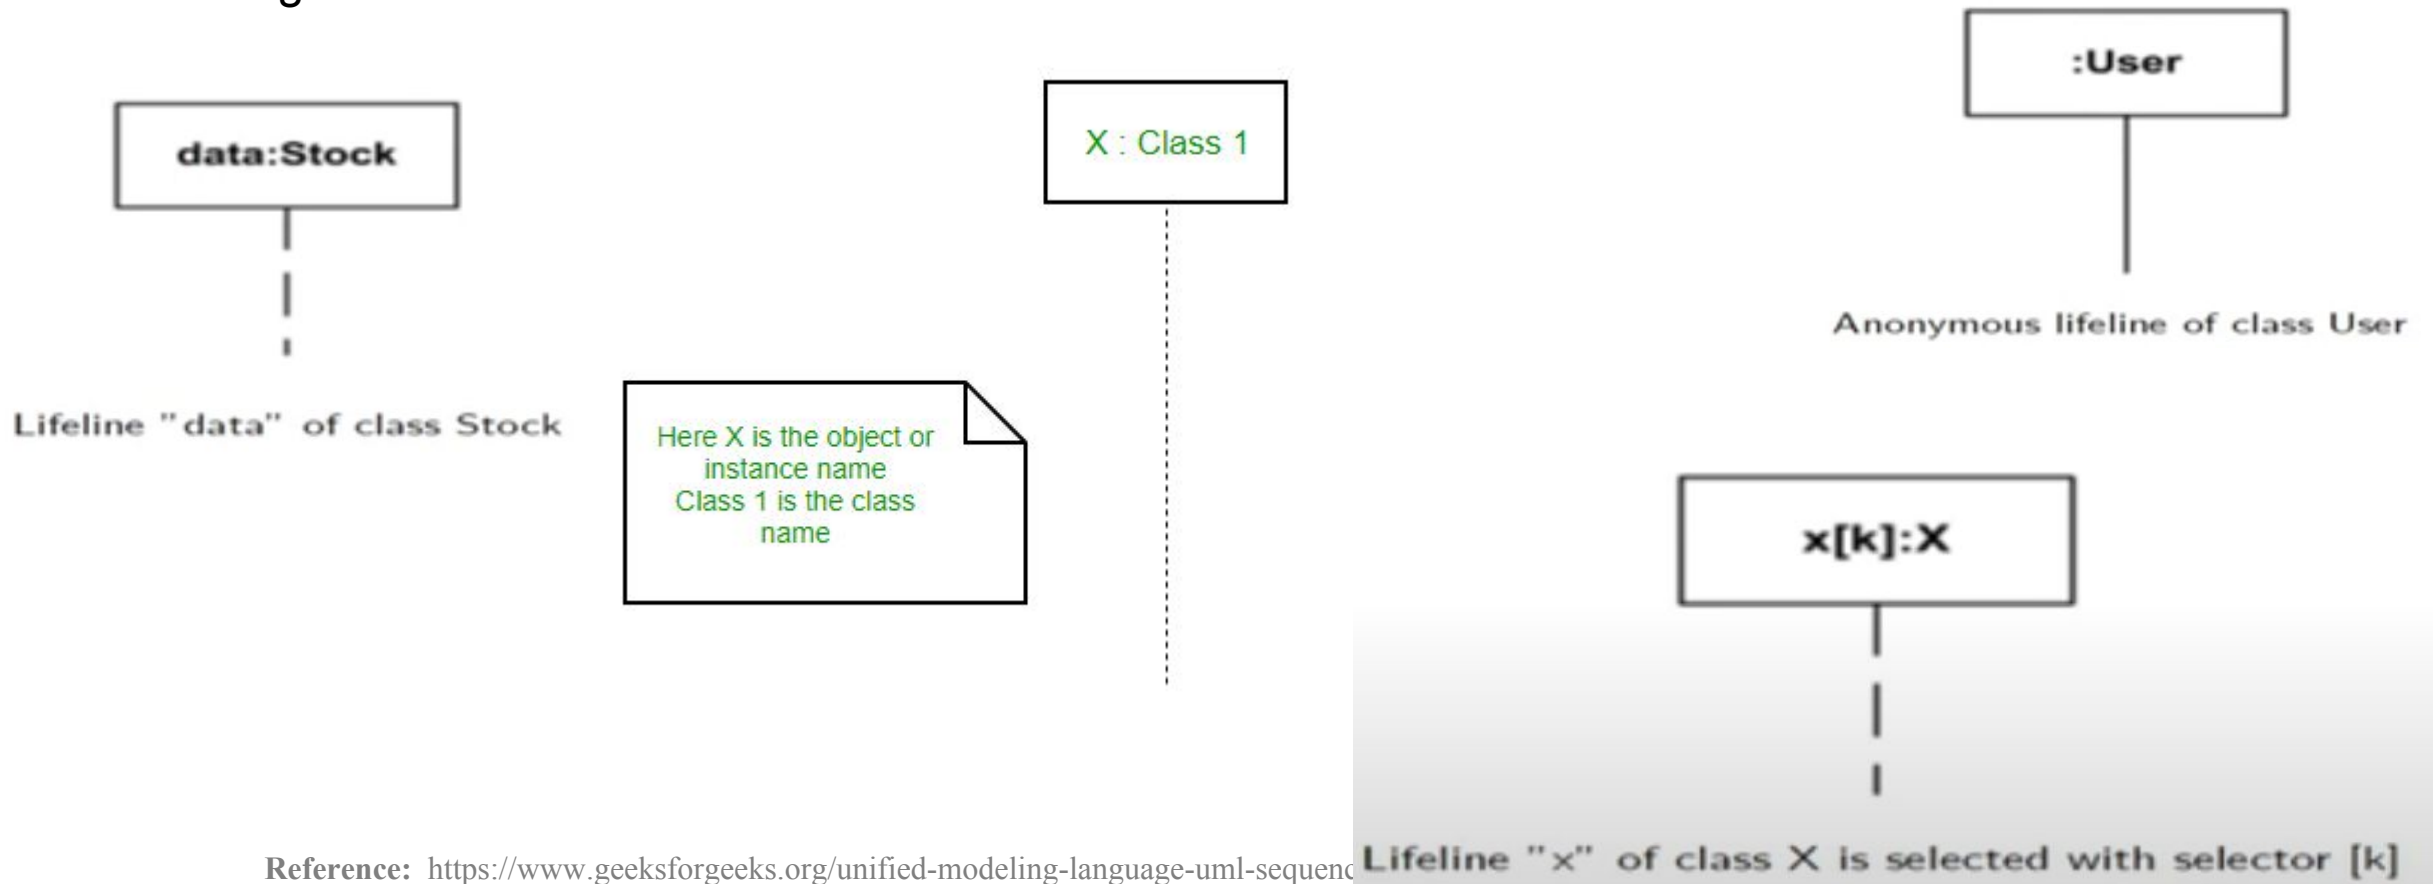 :User
data:Stock
X : Class 1
Anonymous lifeline of class User
Lifeline "data" of class Stock
Here X is the object or
instance name
Class 1 is the class
name
x[k]:X
Lifeline "x" of class X is selected with selector [k]
Reference: https://www.geeksforgeeks.org/unified-modeling-language-uml-sequenc